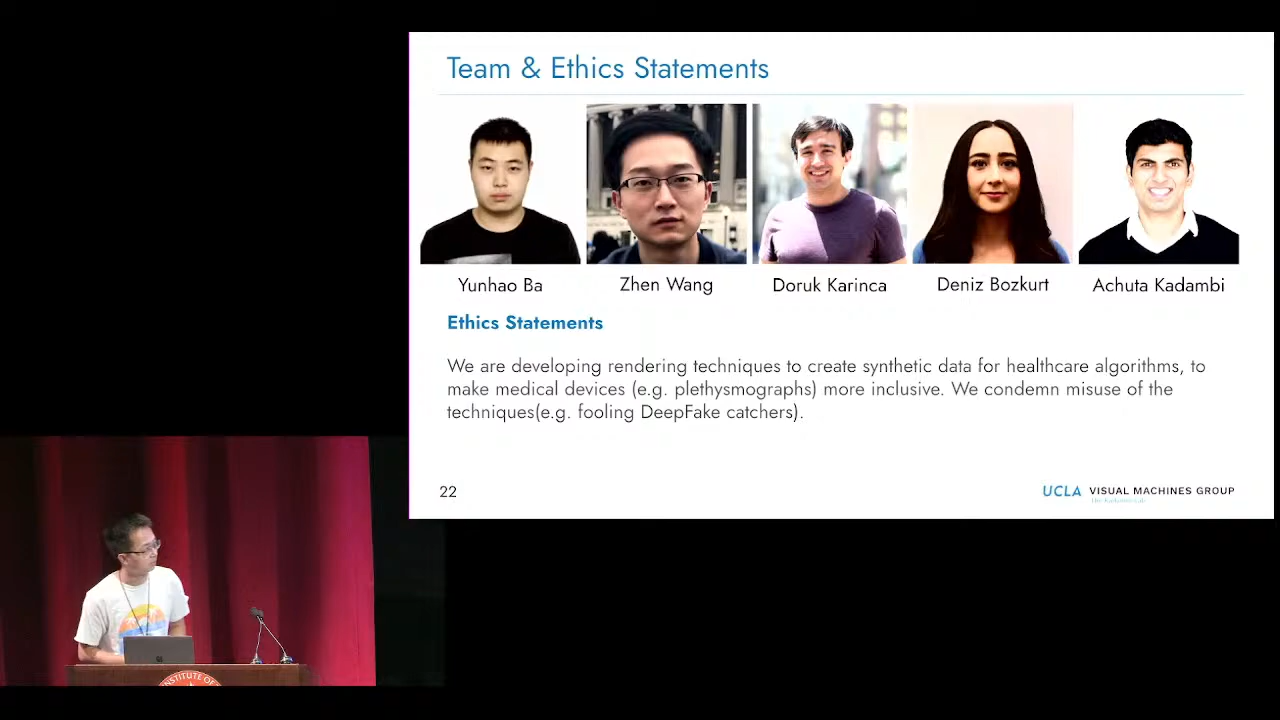 Team & Ethics Statements
Yunhao Ba
Zhen Wang
Doruk Karinca
Deniz Bozkurt
Achuta Kadambi
Ethics Statements
We are developing rendering techniques to create synthetic data for healthcare algorithms, to
make medical devices (e.g. plethysmographs) more inclusive. We condemn misuse of the
techniques(e.g. fooling DeepFake catchers).
22
UCLA VISUAL MACHINES GROUP
INSTITUTE OF